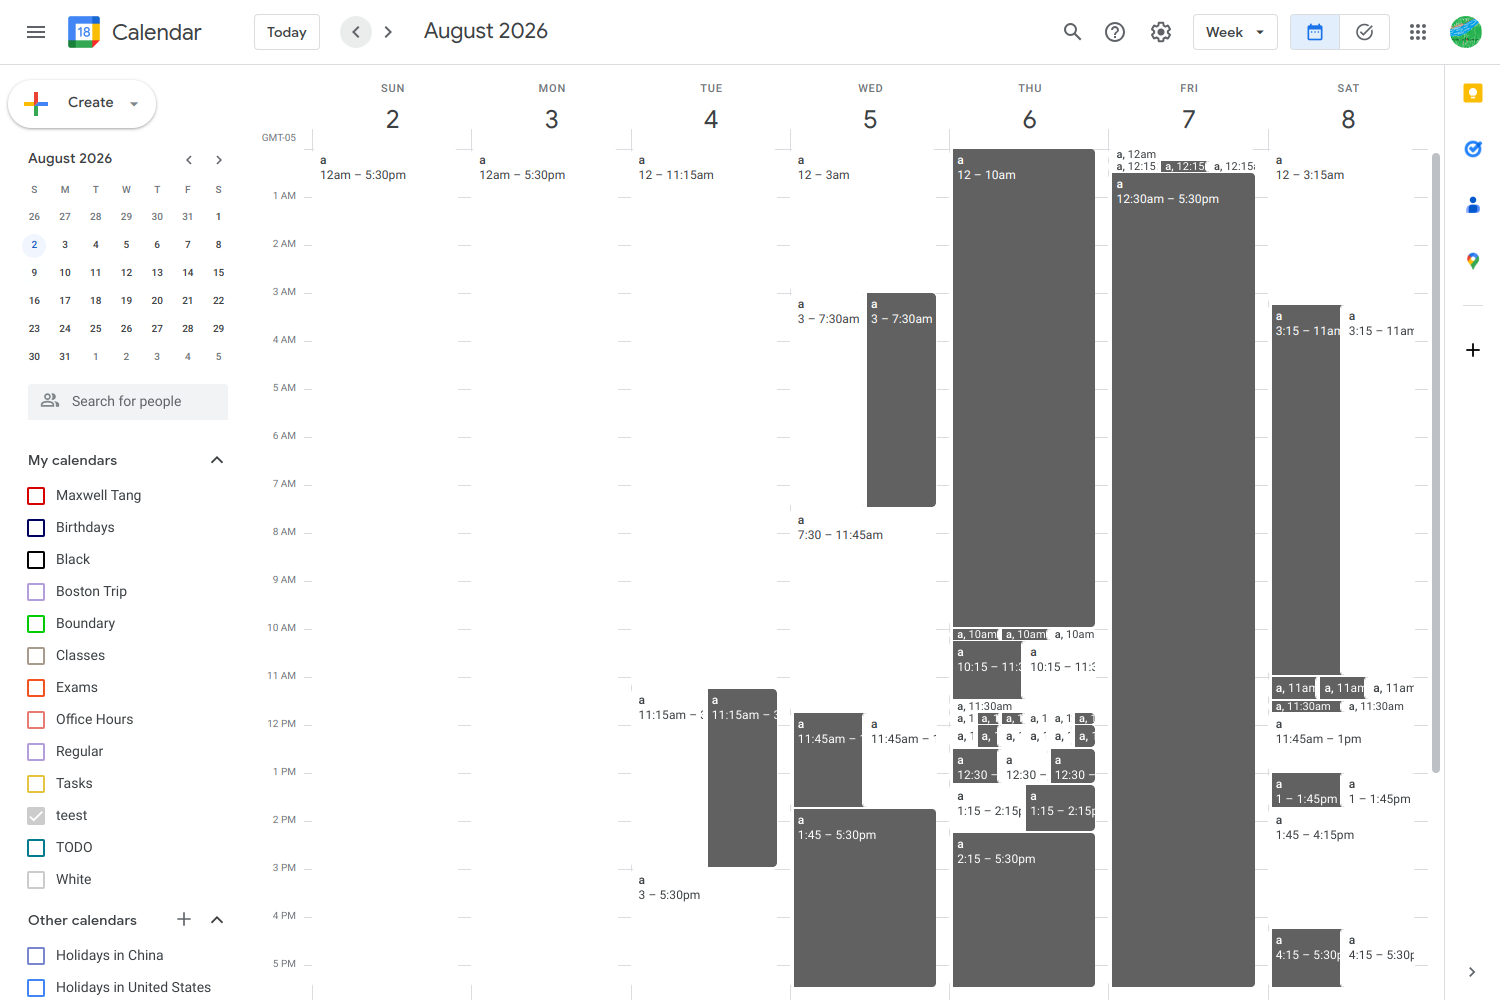 18 Calendar Today August 2026 Week
Create
SUN MON TUE WED THU FRI SAT
2 3 4 5 6 7 8
GMT-05
August 2026
S M T W T F S
26 27 28 29 30 31 1
2 3 4 5 6 7 8
9 10 11 12 13 14 15
16 17 18 19 20 21 22
23 24 25 26 27 28 29
30 31 1 2 3 4 5
Search for people
My calendars
Maxwell Tang
Birthdays
Black
Boston Trip
Boundary
Classes
Exams
Office Hours
Regular
Tasks
teest
TODO
White
Other calendars
Holidays in China
Holidays in United States
1 AM
2 AM
3 AM
4 AM
5 AM
6 AM
7 AM
8 AM
9 AM
10 AM
11 AM
12 PM
1 PM
2 PM
3 PM
4 PM
5 PM
a
12am – 5:30pm
a
12am – 5:30pm
a
12 – 11:15am
a
11:15am – 3
a
11:15am – 3
a
3 – 5:30pm
a
12 – 3am
a
3 – 7:30am
a
3 – 7:30am
a
7:30 – 11:45am
a
11:45am – 1
a
11:45am – 1
a
1:45 – 5:30pm
a
12 – 10am
a, 10am a, 10am a, 10am
a
10:15 – 11:3
a
10:15 – 11:3
a, 11:30am
a, 1 a, 1 a, 1 a, 1 a, 1 a, 1
a, 1 a, 1 a, 1 a, 1 a, 1 a, 1
a
12:30 –
a
12:30 –
a
12:30 –
a
1:15 – 2:15p
a
1:15 – 2:15p
a
2:15 – 5:30pm
a, 12am
a, 12:15 a, 12:15 a, 12:15
a
12:30am – 5:30pm
a
12 – 3:15am
a
3:15 – 11am
a
3:15 – 11am
a, 11am a, 11am a, 11am
a, 11:30am a, 11:30am
a
11:45am – 1pm
a
1 – 1:45pm
a
1 – 1:45pm
a
1:45 – 4:15pm
a
4:15 – 5:30p
a
4:15 – 5:30p